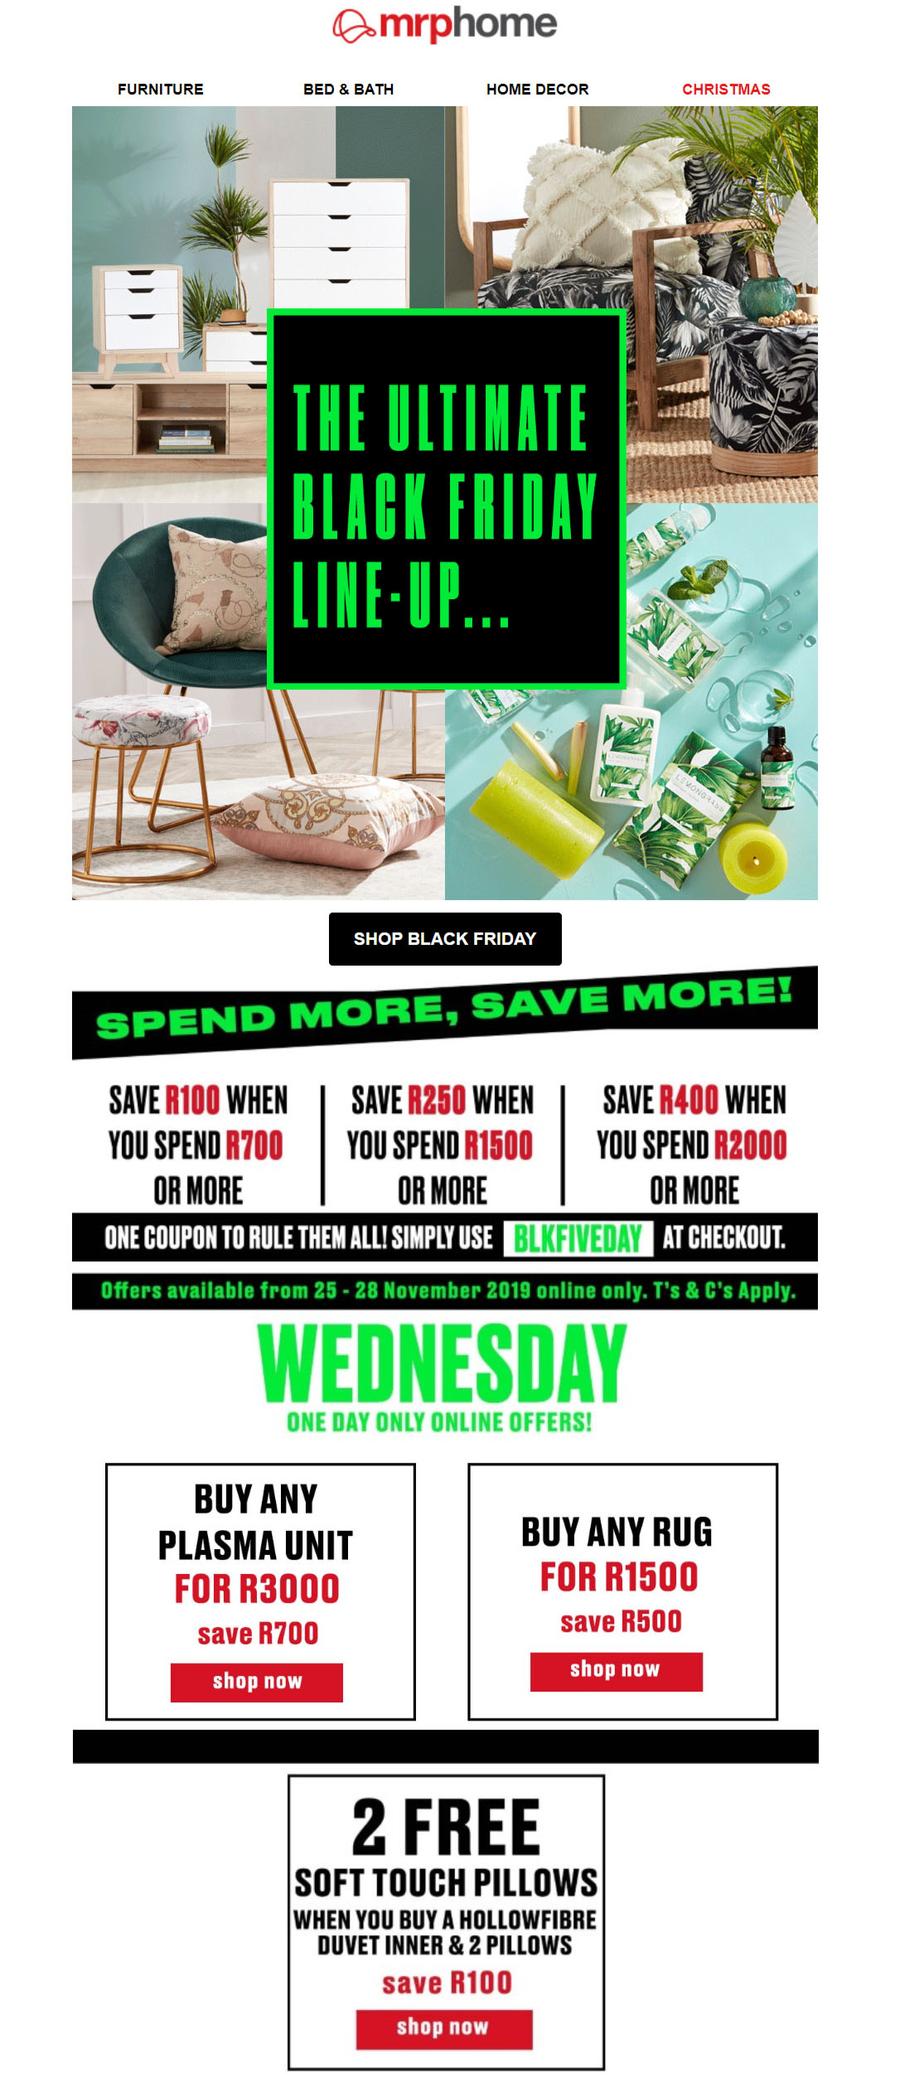 mrphome
FURNITURE BED & BATH HOME DECOR CHRISTMAS
THE ULTIMATE
BLACK FRIDAY
LINE-UP...
LEMONGRASS
SHOP BLACK FRIDAY
SPEND MORE, SAVE MORE!
SAVE R100 WHEN
YOU SPEND R700
OR MORE
SAVE R250 WHEN
YOU SPEND R1500
OR MORE
SAVE R400 WHEN
YOU SPEND R2000
OR MORE
ONE COUPON TO RULE THEM ALL! SIMPLY USE BLKFIVEDAY AT CHECKOUT.
Offers available from 25 - 28 November 2019 online only. T's & C's Apply.
WEDNESDAY
ONE DAY ONLY ONLINE OFFERS!
BUY ANY
PLASMA UNIT
FOR R3000
save R700
shop now
BUY ANY RUG
FOR R1500
save R500
shop now
2 FREE
SOFT TOUCH PILLOWS
WHEN YOU BUY A HOLLOWFIBRE
DUVET INNER & 2 PILLOWS
save R100
shop now